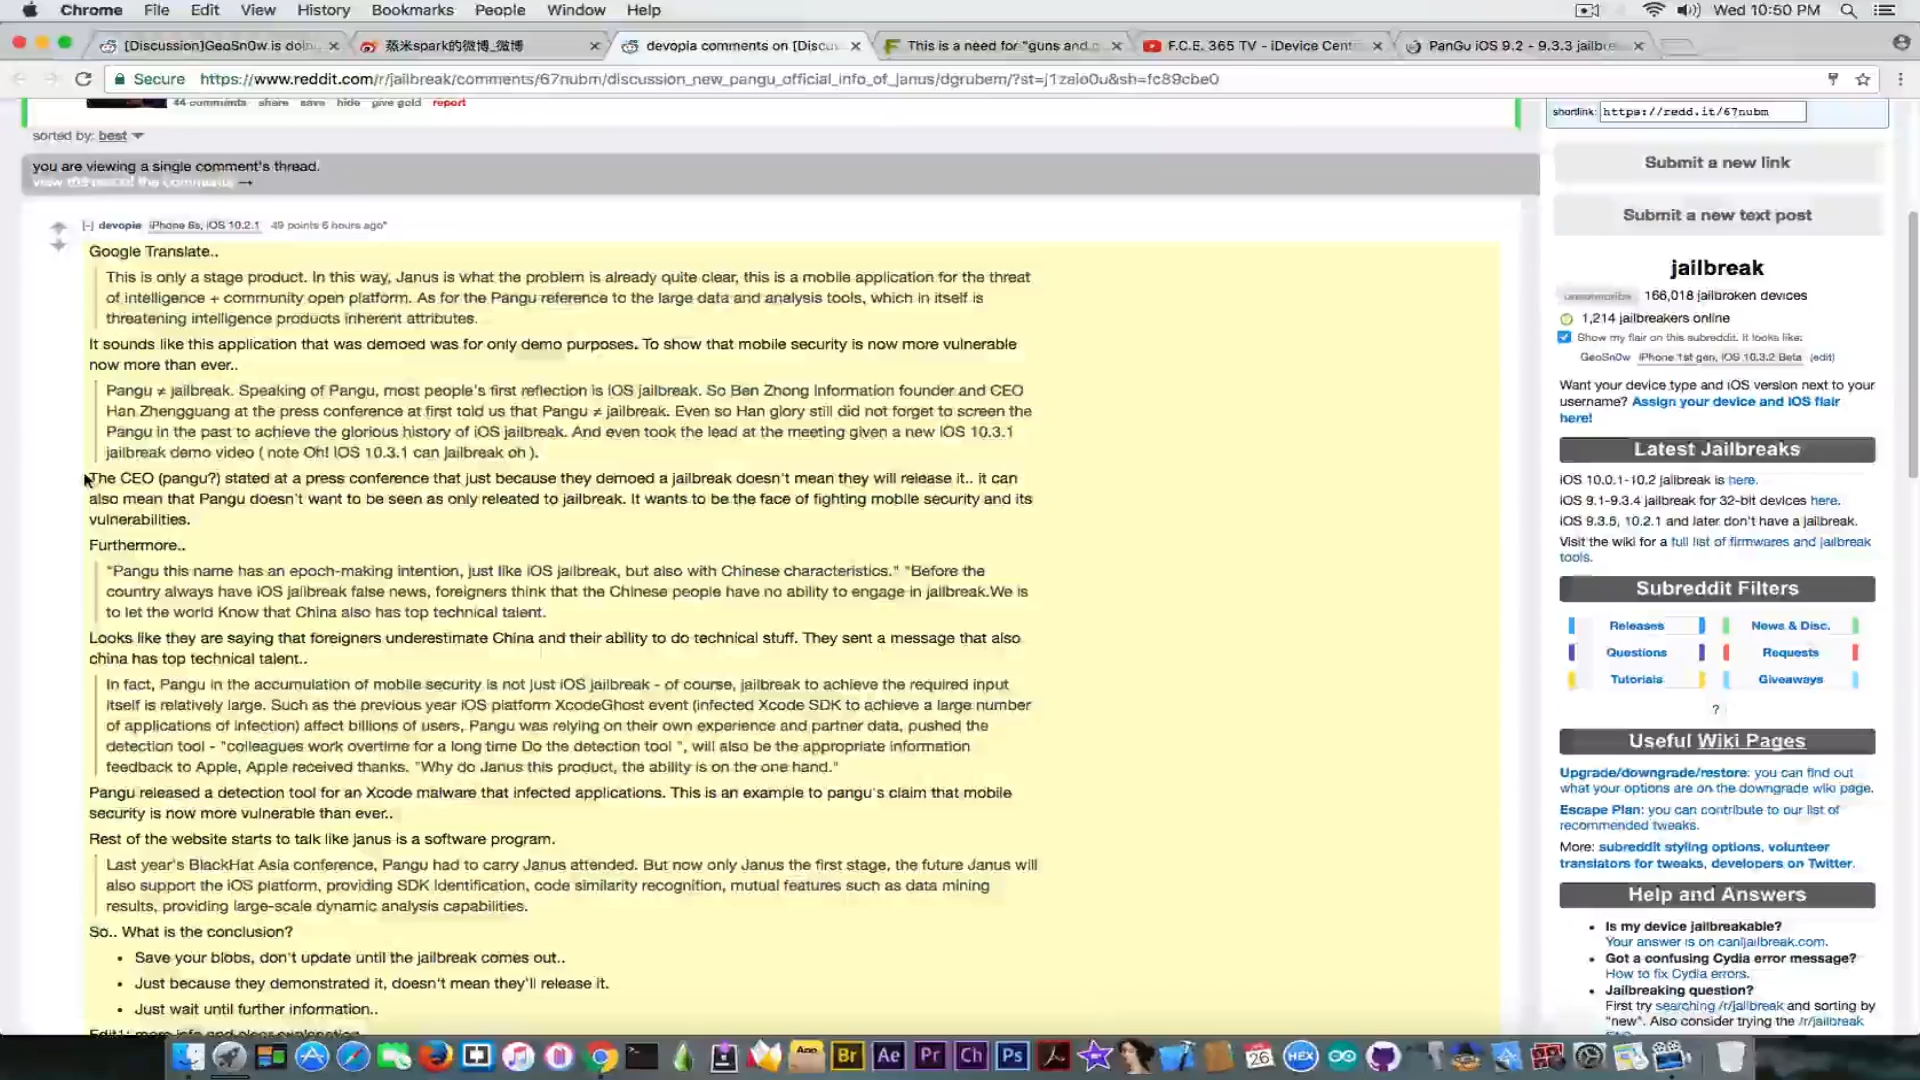 Chrome File Edit View History Bookmarks People Window Help Wed 10:50 PM
[Discussion]GeoSn0w is doin
蒸米spark的微博_微博
devopia comments on [Discus
This is a need for "guns and
F.C.E. 365 TV - iDevice Cent
PanGu iOS 9.2 - 9.3.3 jailbre
Secure https://www.reddit.com/r/jailbreak/comments/67nubm/discussion_new_pangu_official_info_of_janus/dgrubem/?st=j1zaio0u&sh=fc89cbe0
44 comments share save hide give gold report
sorted by: best
you are viewing a single comment's thread.
view the rest of the comments →
[-] devopie iPhone 6s, iOS 10.2.1 49 points 6 hours ago*
Google Translate..
This is only a stage product. In this way, Janus is what the problem is already quite clear, this is a mobile application for the threat
of intelligence + community open platform. As for the Pangu reference to the large data and analysis tools, which in itself is
threatening intelligence products inherent attributes.
It sounds like this application that was demoed was for only demo purposes. To show that mobile security is now more vulnerable
now more than ever..
Pangu ≠ jailbreak. Speaking of Pangu, most people's first reflection is iOS jailbreak. So Ben Zhong Information founder and CEO
Han Zhengguang at the press conference at first told us that Pangu ≠ jailbreak. Even so Han glory still did not forget to screen the
Pangu in the past to achieve the glorious history of iOS jailbreak. And even took the lead at the meeting given a new IOS 10.3.1
jailbreak demo video ( note Oh! IOS 10.3.1 can jailbreak oh ).
The CEO (pangu?) stated at a press conference that just because they demoed a jailbreak doesn't mean they will release it.. it can
also mean that Pangu doesn't want to be seen as only releated to jailbreak. It wants to be the face of fighting mobile security and its
vulnerabilities.
Furthermore..
"Pangu this name has an epoch-making intention, just like iOS jailbreak, but also with Chinese characteristics." "Before the
country always have iOS jailbreak false news, foreigners think that the Chinese people have no ability to engage in jailbreak.We is
to let the world Know that China also has top technical talent.
Looks like they are saying that foreigners underestimate China and their ability to do technical stuff. They sent a message that also
china has top technical talent..
In fact, Pangu in the accumulation of mobile security is not just iOS jailbreak - of course, jailbreak to achieve the required input
itself is relatively large. Such as the previous year iOS platform XcodeGhost event (infected Xcode SDK to achieve a large number
of applications of infection) affect billions of users, Pangu was relying on their own experience and partner data, pushed the
detection tool - "colleagues work overtime for a long time Do the detection tool ", will also be the appropriate information
feedback to Apple, Apple received thanks. "Why do Janus this product, the ability is on the one hand."
Pangu released a detection tool for an Xcode malware that infected applications. This is an example to pangu's claim that mobile
security is now more vulnerable than ever..
Rest of the website starts to talk like janus is a software program.
Last year's BlackHat Asia conference, Pangu had to carry Janus attended. But now only Janus the first stage, the future Janus will
also support the iOS platform, providing SDK Identification, code similarity recognition, mutual features such as data mining
results, providing large-scale dynamic analysis capabilities.
So.. What is the conclusion?
• Save your blobs, don't update until the jailbreak comes out..
• Just because they demonstrated it, doesn't mean they'll release it.
• Just wait until further information..
Edit1: more info and clear explanation
shortlink: https://redd.it/67nubm
Submit a new link
Submit a new text post
jailbreak
unsubscribe 166,018 jailbroken devices
1,214 jailbreakers online
Show my flair on this subreddit. It looks like:
GeoSn0w iPhone 1st gen, iOS 10.3.2 Beta (edit)
Want your device type and iOS version next to your
username? Assign your device and iOS flair
here!
Latest Jailbreaks
iOS 10.0.1-10.2 jailbreak is here.
iOS 9.1-9.3.4 jailbreak for 32-bit devices here.
iOS 9.3.5, 10.2.1 and later don't have a jailbreak.
Visit the wiki for a full list of firmwares and jailbreak
tools.
Subreddit Filters
Releases News & Disc.
Questions Requests
Tutorials Giveaways
?
Useful Wiki Pages
Upgrade/downgrade/restore: you can find out
what your options are on the downgrade wiki page.
Escape Plan: you can contribute to our list of
recommended tweaks.
More: subreddit styling options, volunteer
translators for tweaks, developers on Twitter.
Help and Answers
• Is my device jailbreakable?
Your answer is on canijailbreak.com.
• Got a confusing Cydia error message?
How to fix Cydia errors.
• Jailbreaking question?
First try searching /r/jailbreak and sorting by
"new". Also consider trying the /r/jailbreak
Br Ae Pr Ch Ps 26 HEX